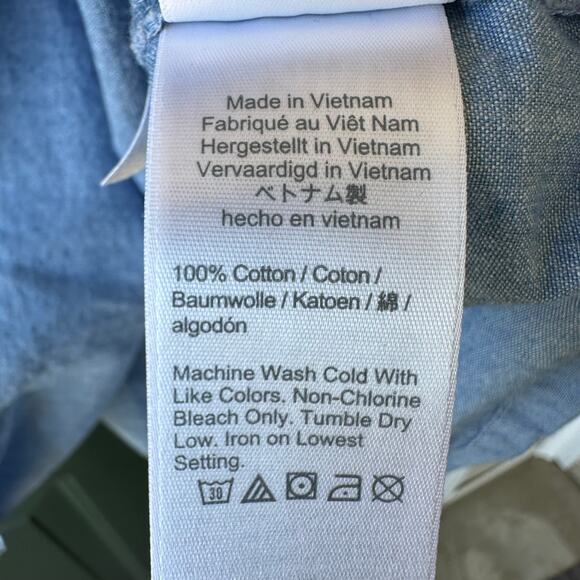 Made in Vietnam
Fabriqué au Viêt Nam
Hergestellt in Vietnam
Vervaardigd in Vietnam
ベトナム製
hecho en vietnam
100% Cotton / Coton /
Baumwolle / Katoen / 綿 /
algodón
Machine Wash Cold With
Like Colors. Non-Chlorine
Bleach Only. Tumble Dry
Low. Iron on Lowest
Setting.
30